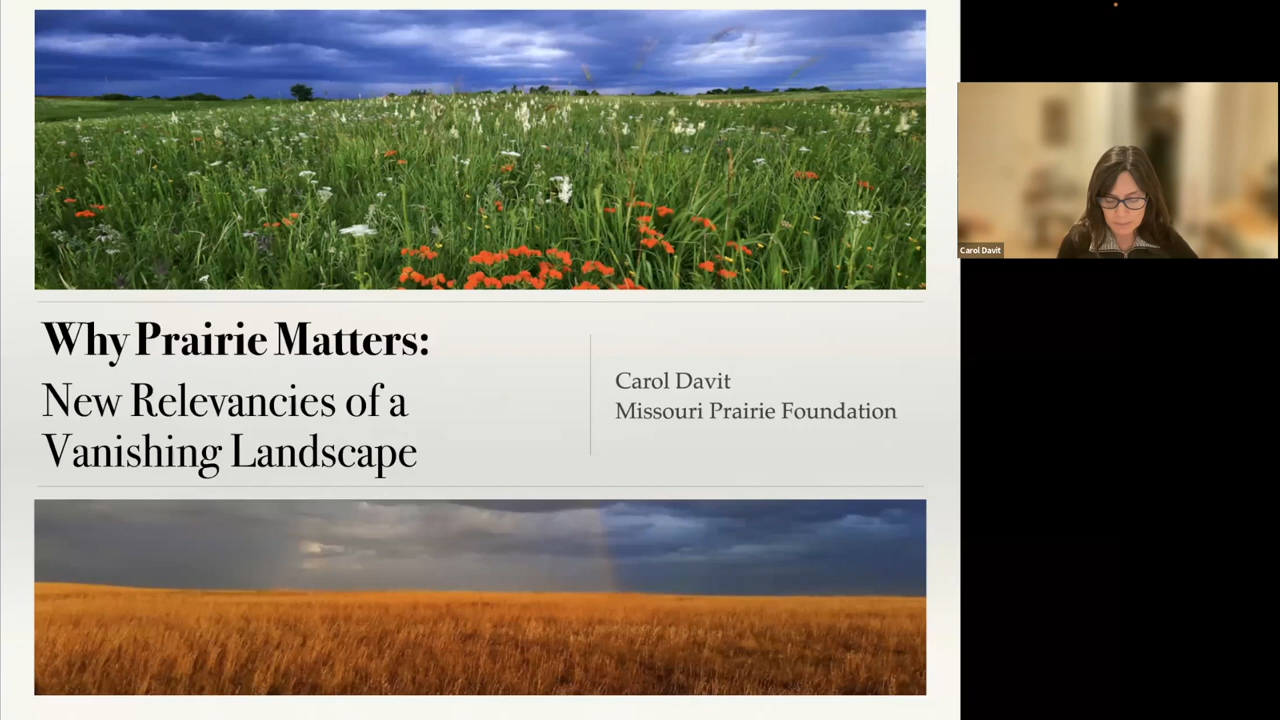 Why Prairie Matters:
New Relevancies of a
Vanishing Landscape
Carol Davit
Missouri Prairie Foundation
Carol Davit